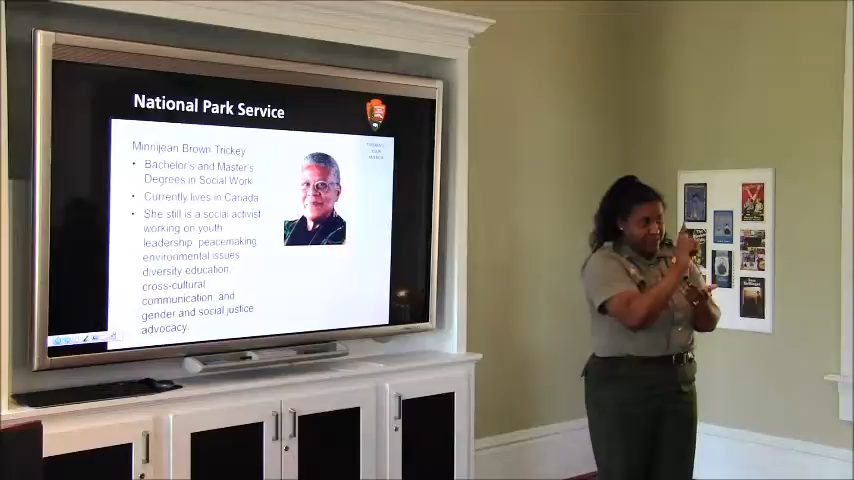 National Park Service
Minnijean Brown Trickey
• Bachelor's and Master's
Degrees in Social Work
• Currently lives in Canada
• She still is a social activist
working on youth
leadership, peacemaking,
environmental issues
diversity education,
cross-cultural
communication, and
gender and social justice
advocacy.